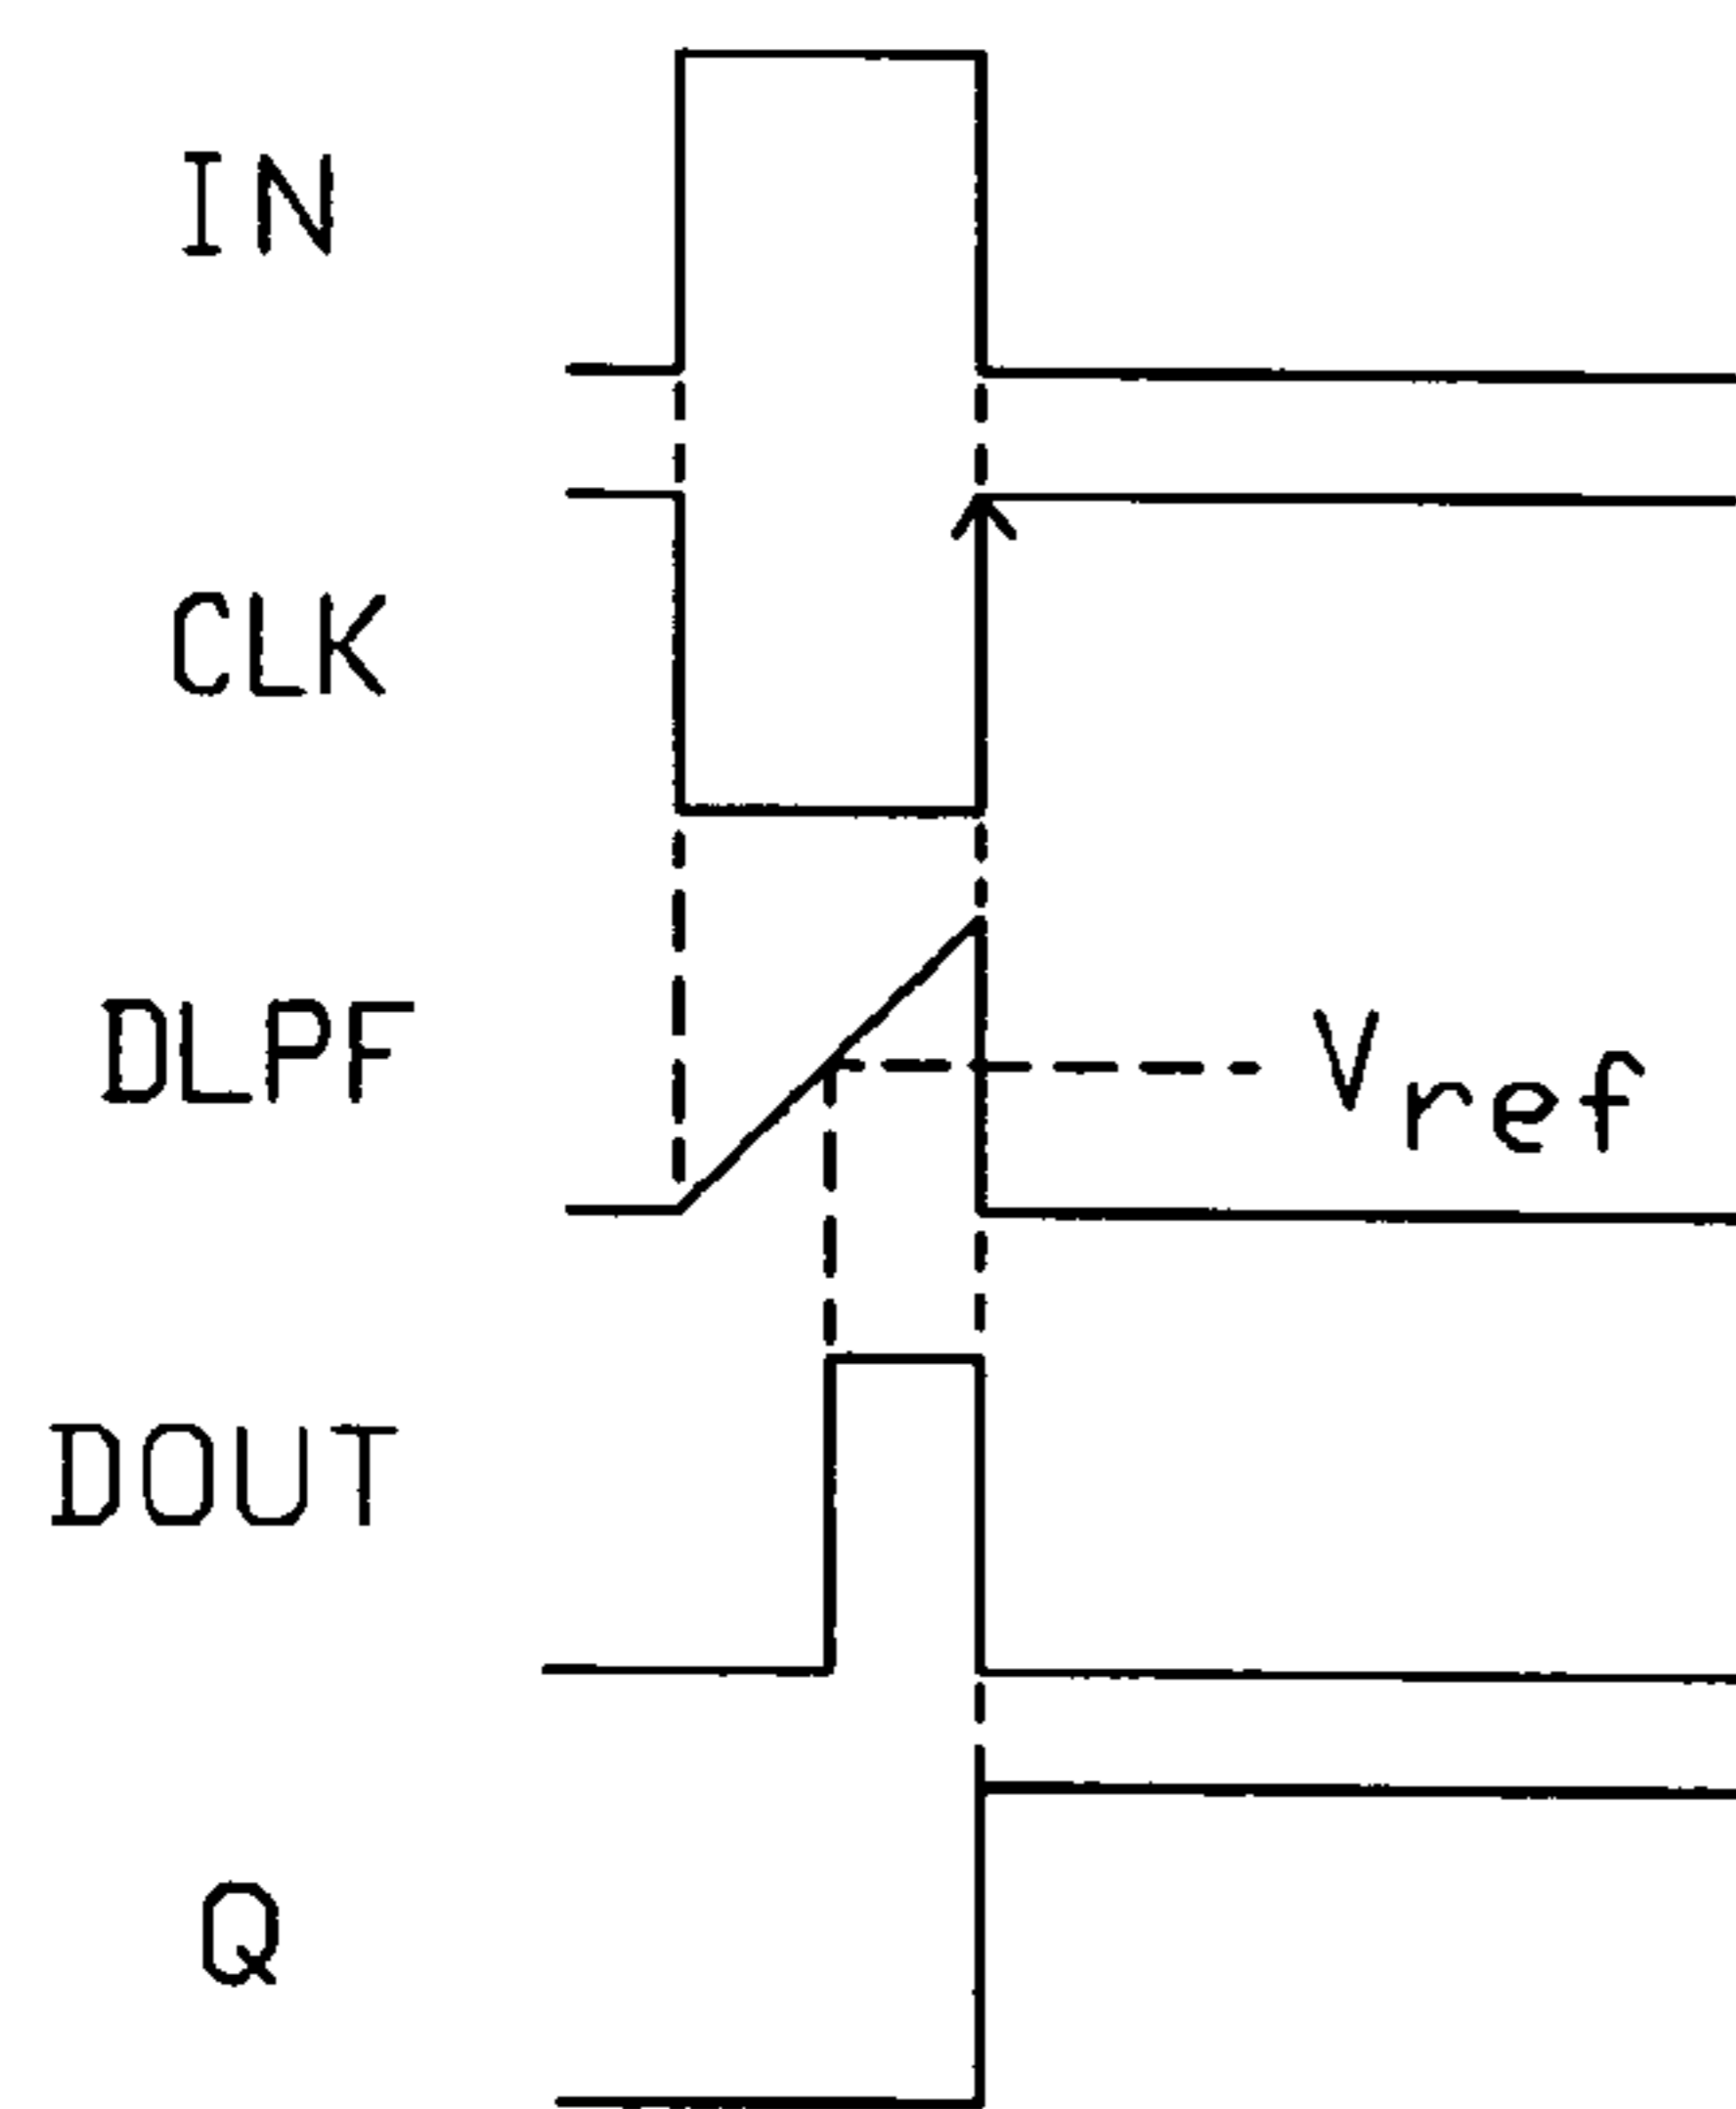 IN
CLK
DLPF
Vref
DOUT
Q